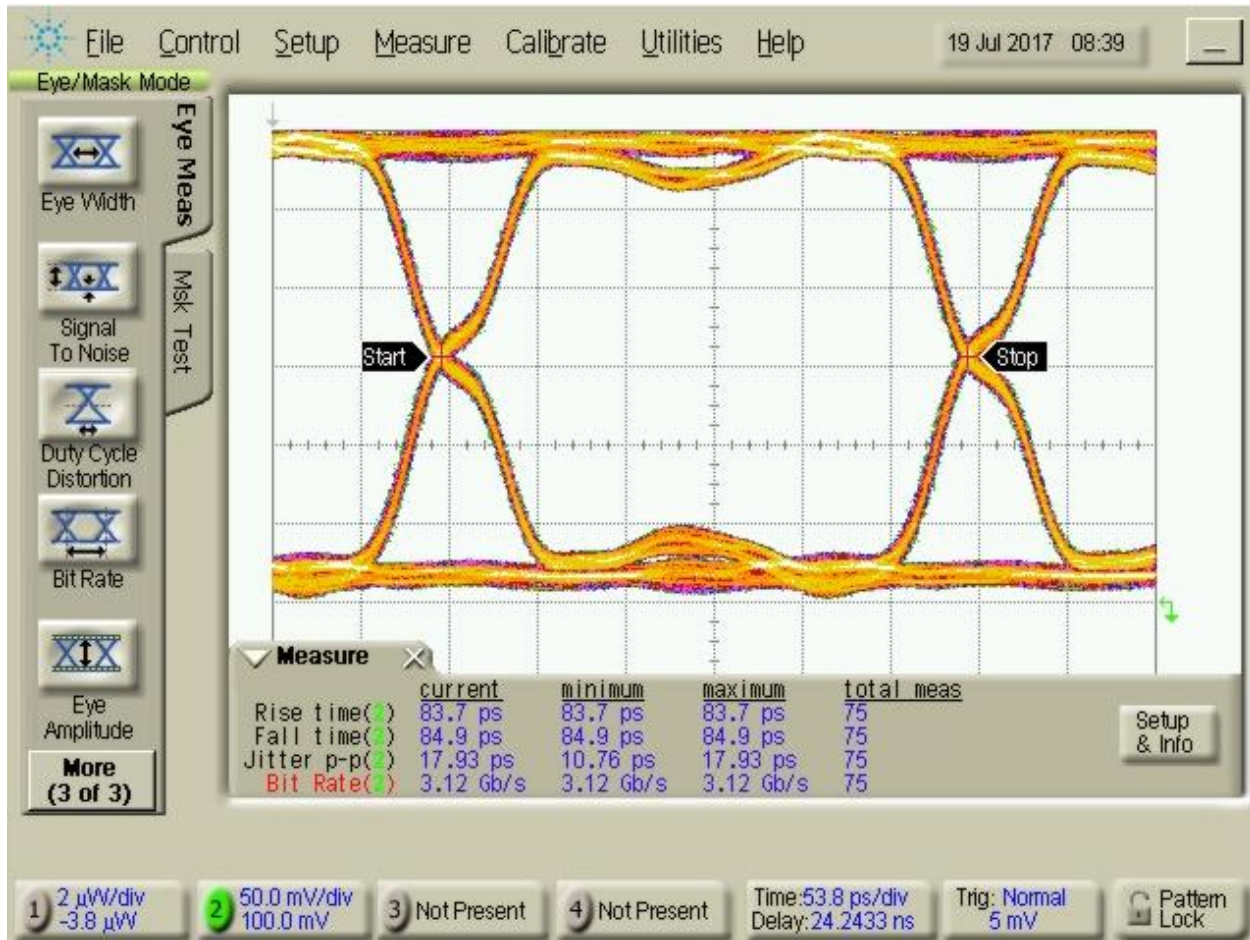 File Control Setup Measure Calibrate Utilities Help 19 Jul 2017 08:39
Eye/Mask Mode
Eye Meas
Msk Test
Eye Width
Signal
To Noise
Duty Cycle
Distortion
Bit Rate
Eye
Amplitude
More
(3 of 3)
Start
Stop
Measure
current minimum maximum total meas
Rise time(2) 83.7 ps 83.7 ps 83.7 ps 75
Fall time(2) 84.9 ps 84.9 ps 84.9 ps 75
Jitter p-p(2) 17.93 ps 10.76 ps 17.93 ps 75
Bit Rate(2) 3.12 Gb/s 3.12 Gb/s 3.12 Gb/s 75
Setup
& Info
1) 2 µW/div
-3.8 µW
2) 50.0 mV/div
100.0 mV
3) Not Present
4) Not Present
Time:53.8 ps/div
Delay:24.2433 ns
Trig: Normal
5 mV
Pattern
Lock